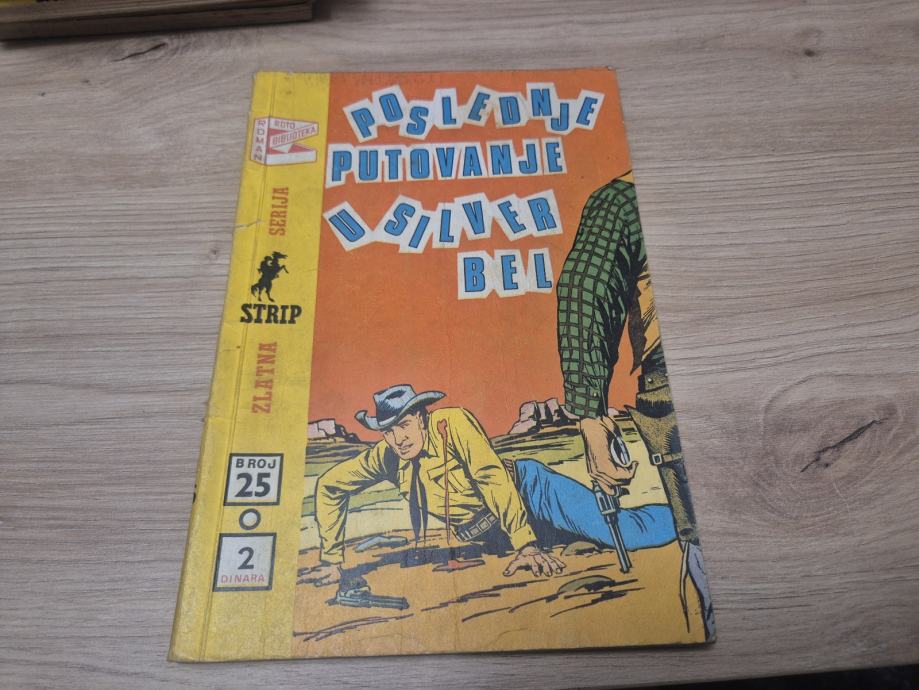 POSLEDNJE
PUTOVANJE
U SILVER
BEL
ROTO
BIBLIOTEKA
ROMAN
ZLATNA SERIJA
STRIP
BROJ
25
2
DINARA